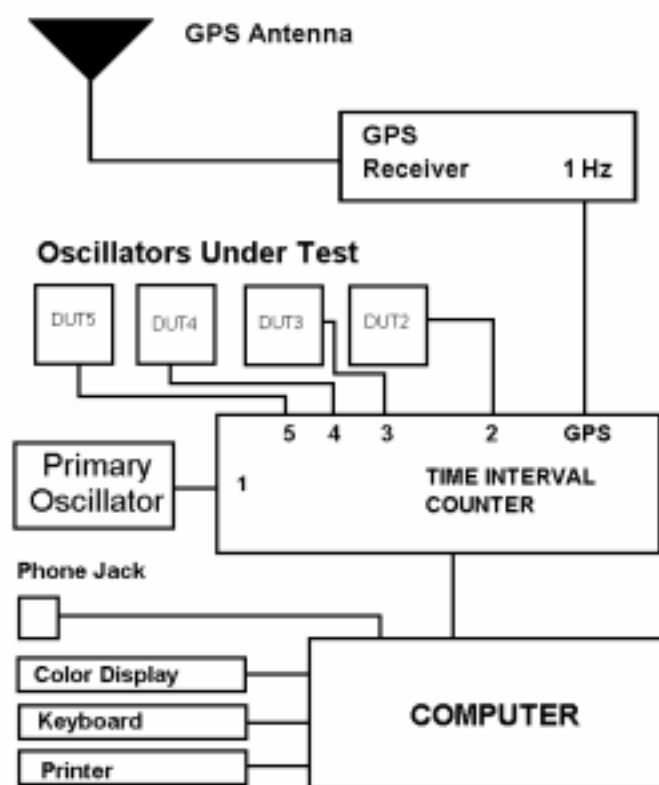 GPS Antenna
GPS
Receiver 1 Hz
Oscillators Under Test
DUT5 DUT4 DUT3 DUT2
5 4 3 2 GPS
Primary
Oscillator
1
TIME INTERVAL
COUNTER
Phone Jack
Color Display
Keyboard
Printer
COMPUTER